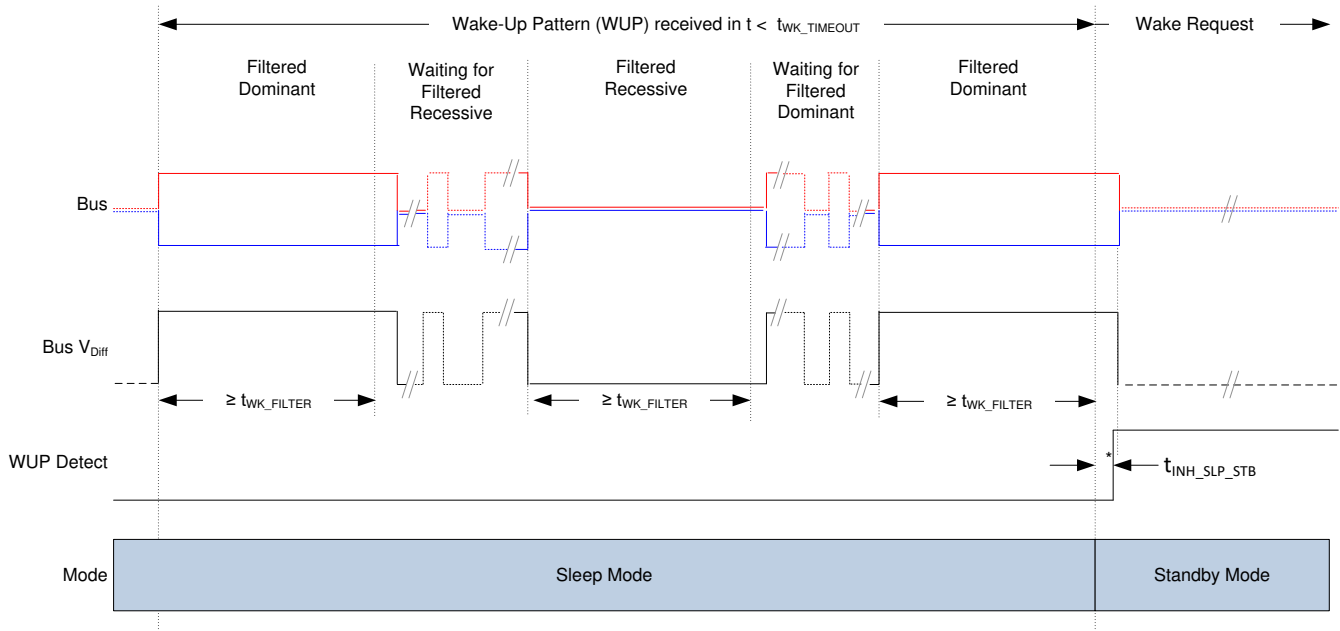 Wake-Up Pattern (WUP) received in t < tWK_TIMEOUT
Wake Request
Filtered
Dominant
Waiting for
Filtered
Recessive
Filtered
Recessive
Waiting for
Filtered
Dominant
Filtered
Dominant
Bus
Bus VDiff
≥ tWK_FILTER
≥ tWK_FILTER
≥ tWK_FILTER
WUP Detect
*
tINH_SLP_STB
Mode
Sleep Mode
Standby Mode